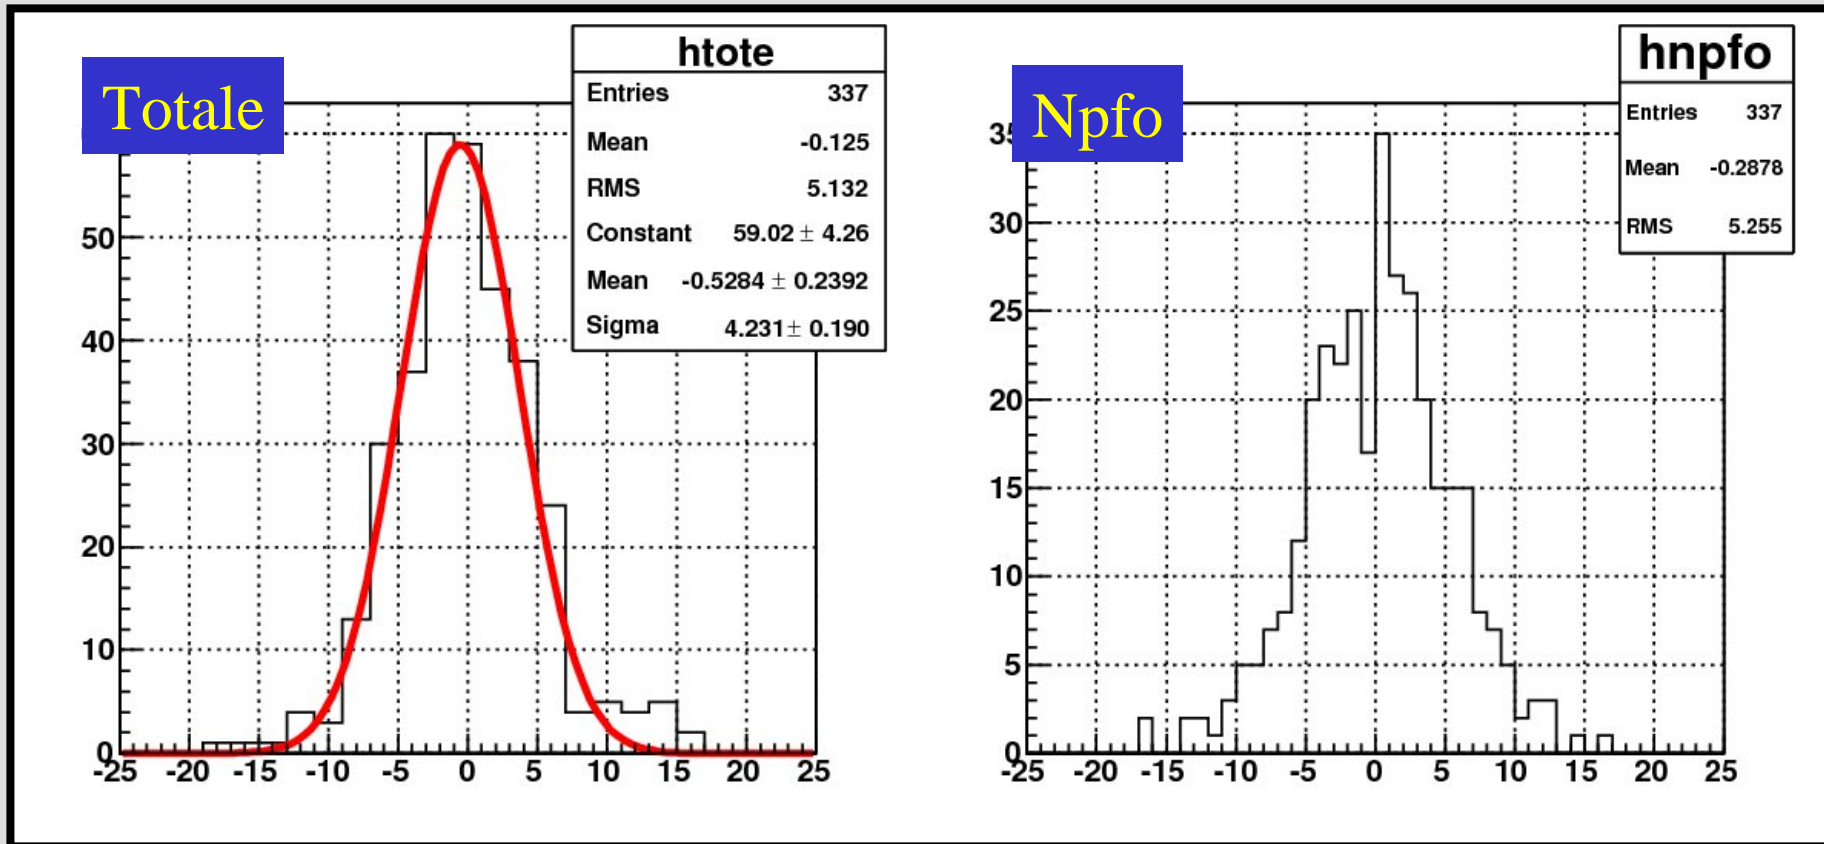 Totale
htote
Entries 337
Mean -0.125
RMS 5.132
Constant 59.02 ± 4.26
Mean -0.5284 ± 0.2392
Sigma 4.231 ± 0.190
50
40
30
20
10
0
-25 -20 -15 -10 -5 0 5 10 15 20 25
Npfo
hnpfo
Entries 337
Mean -0.2878
RMS 5.255
35
30
25
20
15
10
5
0
-25 -20 -15 -10 -5 0 5 10 15 20 25